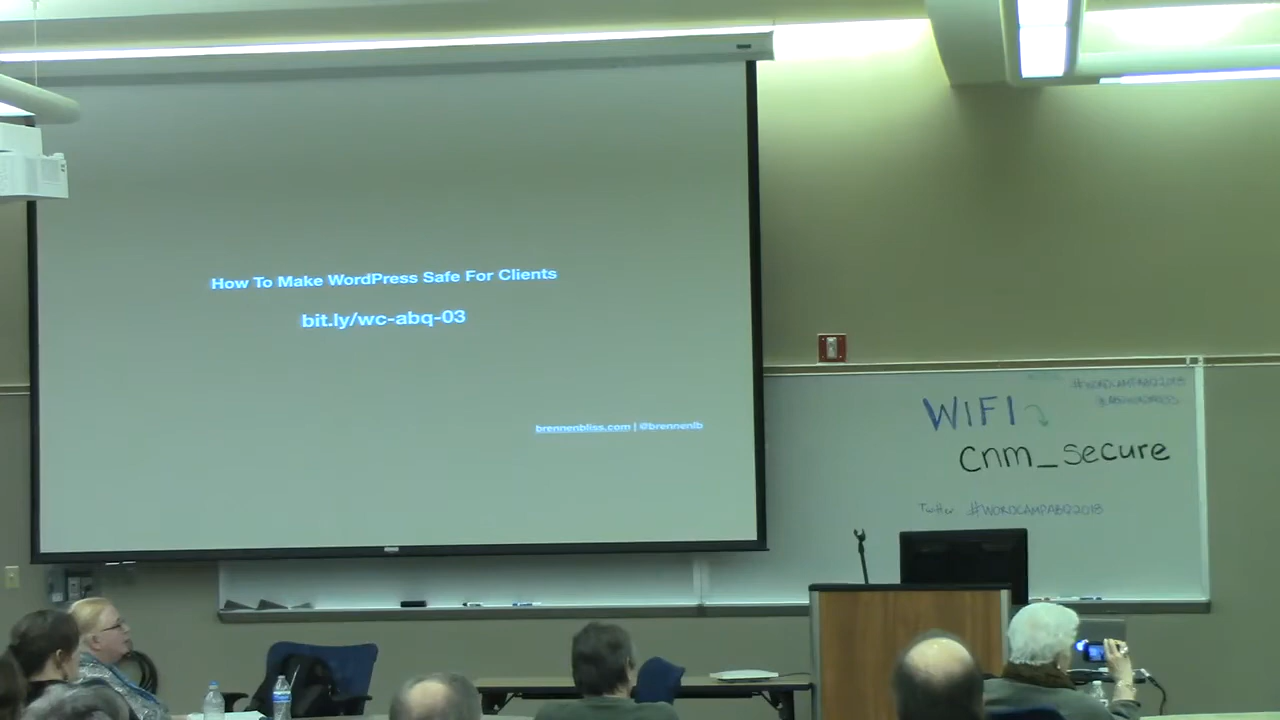 How To Make WordPress Safe For Clients
bit.ly/wc-abq-03
brennenbliss.com | @brennenlb
WIFI
#WORDCAMPABQ2018
cnm_secure
Twitter #WORDCAMPABQ2018